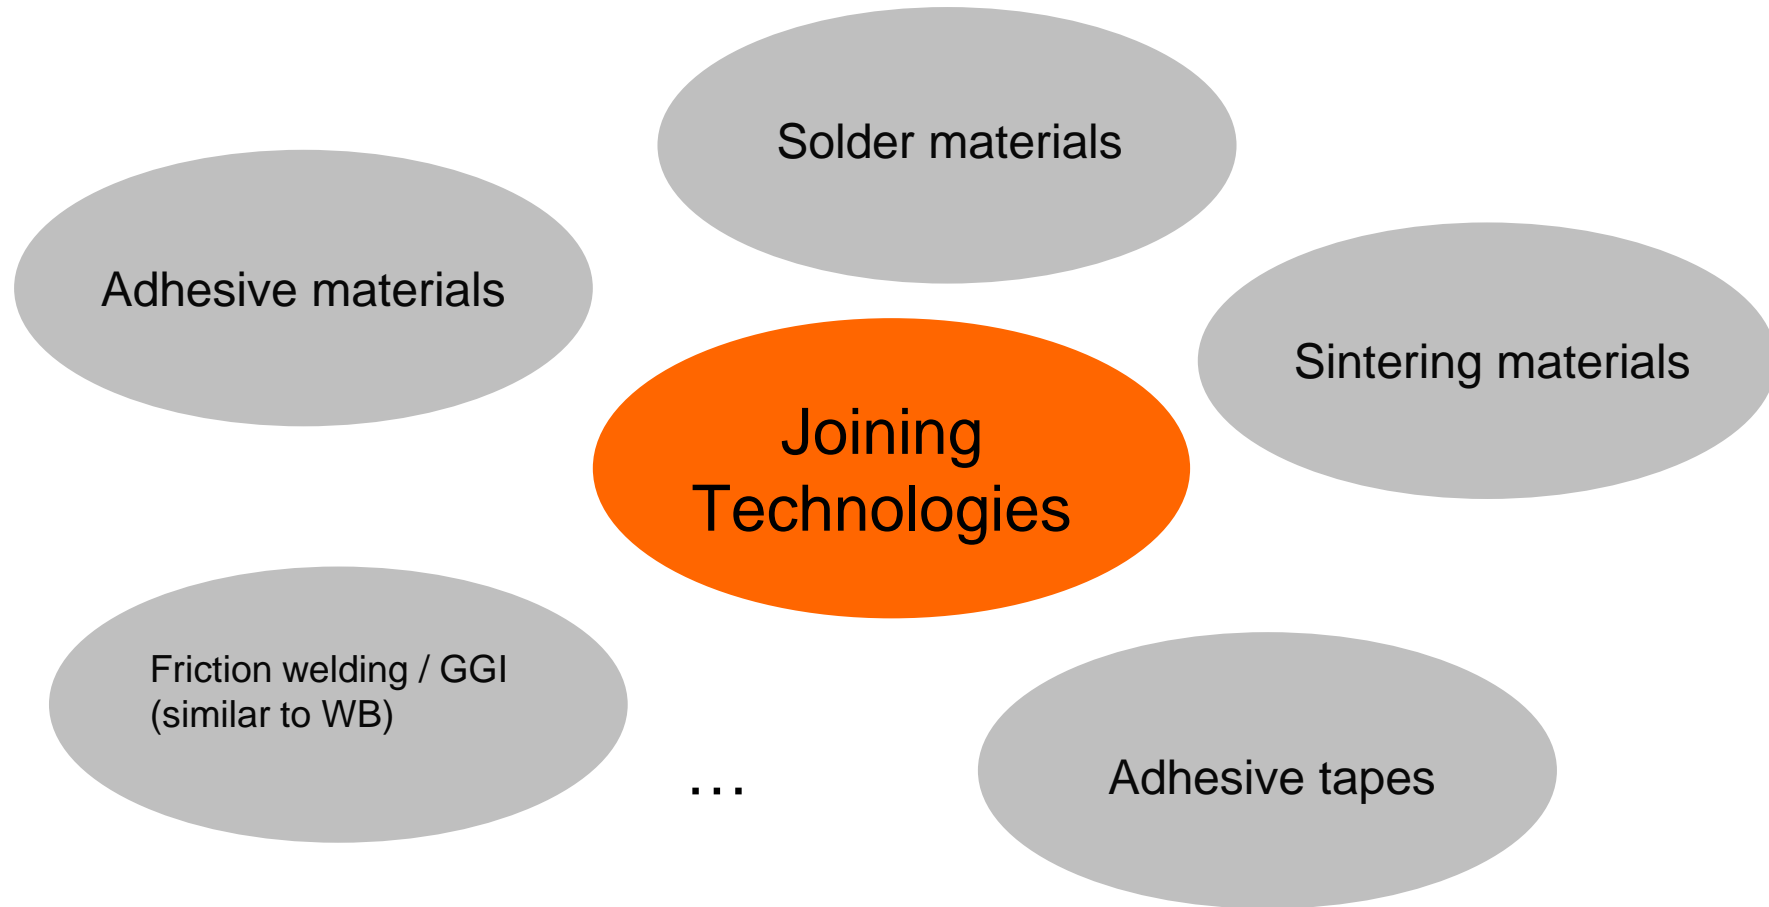 Solder materials
Adhesive materials
Sintering materials
Joining
Technologies
Friction welding / GGI
(similar to WB)
...
Adhesive tapes